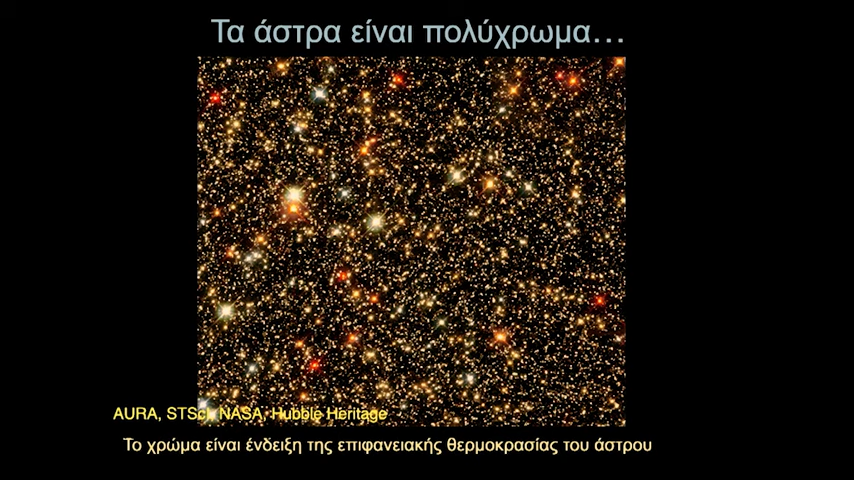 Τα άστρα είναι πολύχρωμα…
AURA, STScI, NASA, Hubble Heritage
Το χρώμα είναι ένδειξη της επιφανειακής θερμοκρασίας του άστρου